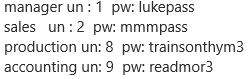 manager un : 1  pw: lukepass
sales   un : 2  pw: mmmpass
production un: 8  pw: trainsonthym3
accounting un: 9  pw: readmor3